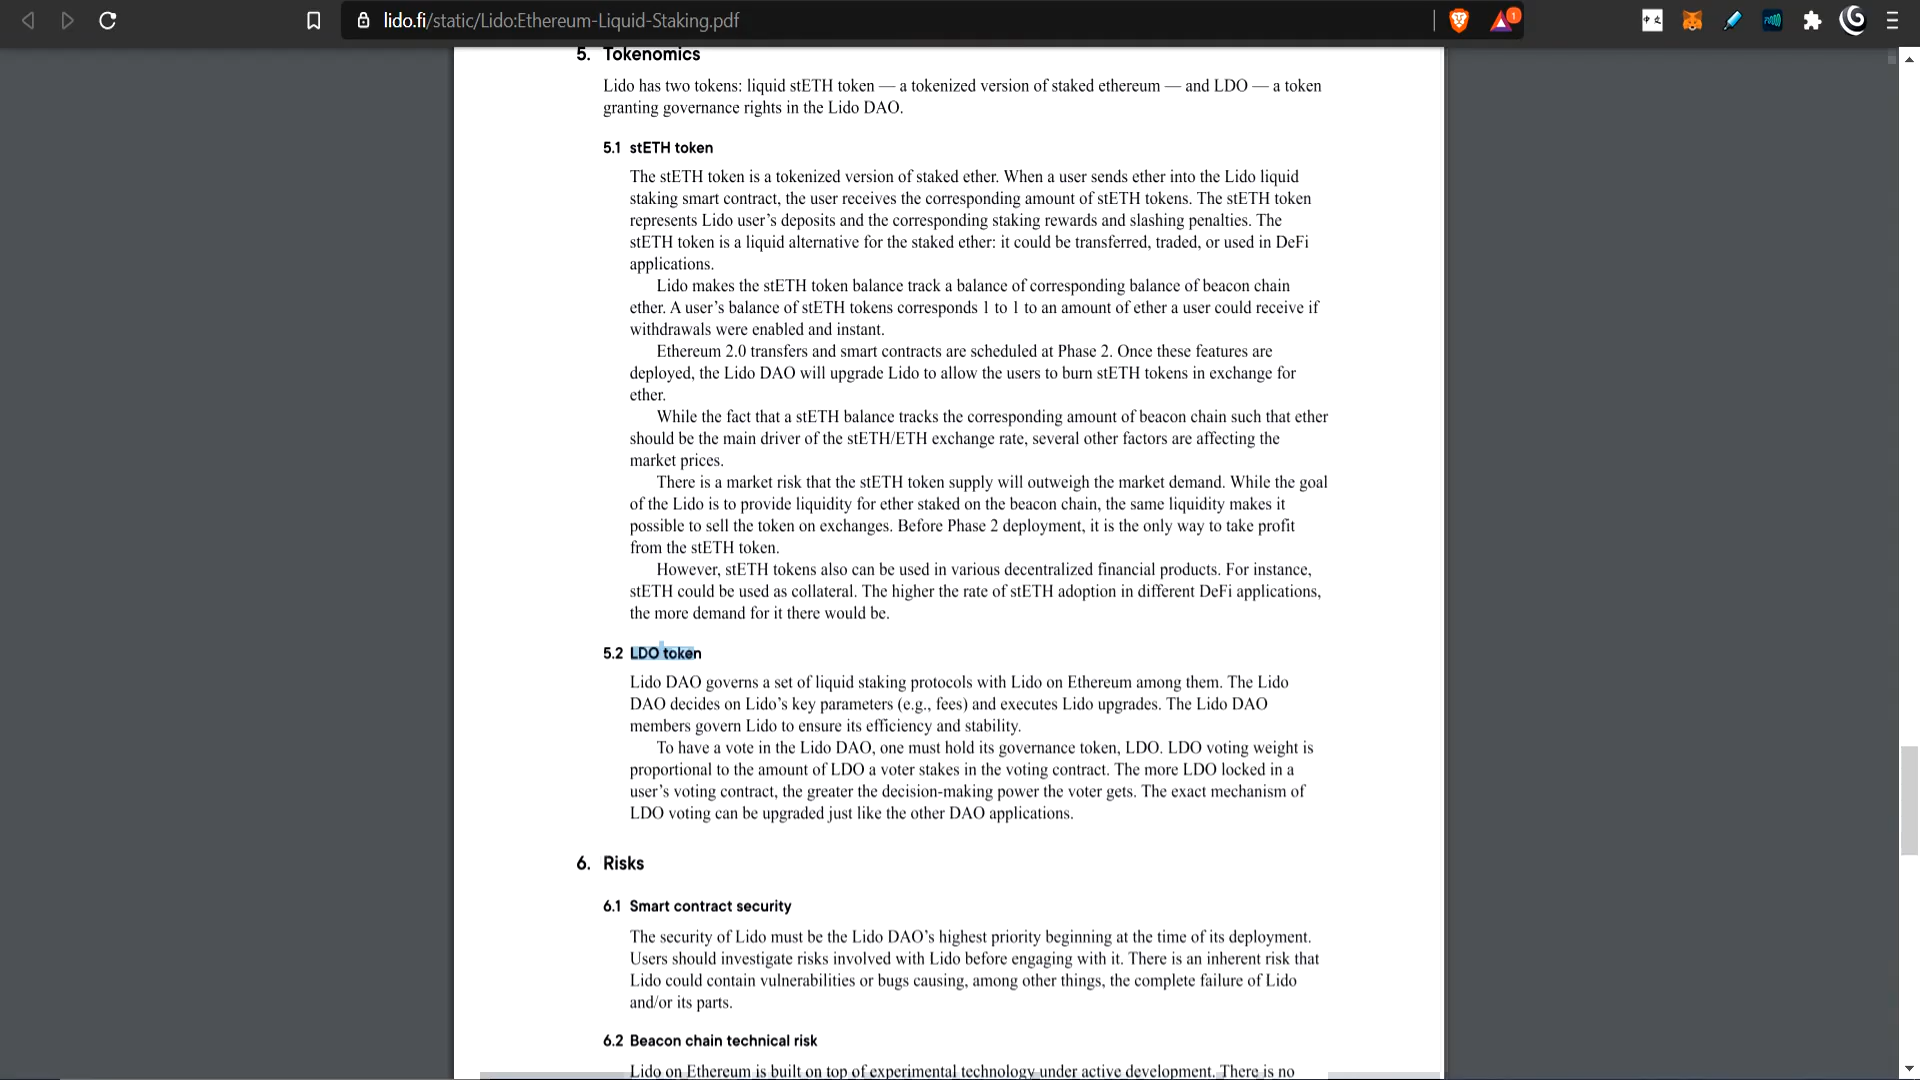 lido.fi/static/Lido:Ethereum-Liquid-Staking.pdf
1
5. Tokenomics
Lido has two tokens: liquid stETH token — a tokenized version of staked ethereum — and LDO — a token
granting governance rights in the Lido DAO.
5.1 stETH token
The stETH token is a tokenized version of staked ether. When a user sends ether into the Lido liquid
staking smart contract, the user receives the corresponding amount of stETH tokens. The stETH token
represents Lido user’s deposits and the corresponding staking rewards and slashing penalties. The
stETH token is a liquid alternative for the staked ether: it could be transferred, traded, or used in DeFi
applications.
Lido makes the stETH token balance track a balance of corresponding balance of beacon chain
ether. A user’s balance of stETH tokens corresponds 1 to 1 to an amount of ether a user could receive if
withdrawals were enabled and instant.
Ethereum 2.0 transfers and smart contracts are scheduled at Phase 2. Once these features are
deployed, the Lido DAO will upgrade Lido to allow the users to burn stETH tokens in exchange for
ether.
While the fact that a stETH balance tracks the corresponding amount of beacon chain such that ether
should be the main driver of the stETH/ETH exchange rate, several other factors are affecting the
market prices.
There is a market risk that the stETH token supply will outweigh the market demand. While the goal
of the Lido is to provide liquidity for ether staked on the beacon chain, the same liquidity makes it
possible to sell the token on exchanges. Before Phase 2 deployment, it is the only way to take profit
from the stETH token.
However, stETH tokens also can be used in various decentralized financial products. For instance,
stETH could be used as collateral. The higher the rate of stETH adoption in different DeFi applications,
the more demand for it there would be.
5.2 LDO token
Lido DAO governs a set of liquid staking protocols with Lido on Ethereum among them. The Lido
DAO decides on Lido’s key parameters (e.g., fees) and executes Lido upgrades. The Lido DAO
members govern Lido to ensure its efficiency and stability.
To have a vote in the Lido DAO, one must hold its governance token, LDO. LDO voting weight is
proportional to the amount of LDO a voter stakes in the voting contract. The more LDO locked in a
user’s voting contract, the greater the decision-making power the voter gets. The exact mechanism of
LDO voting can be upgraded just like the other DAO applications.
6. Risks
6.1 Smart contract security
The security of Lido must be the Lido DAO’s highest priority beginning at the time of its deployment.
Users should investigate risks involved with Lido before engaging with it. There is an inherent risk that
Lido could contain vulnerabilities or bugs causing, among other things, the complete failure of Lido
and/or its parts.
6.2 Beacon chain technical risk
Lido on Ethereum is built on top of experimental technology under active development. There is no